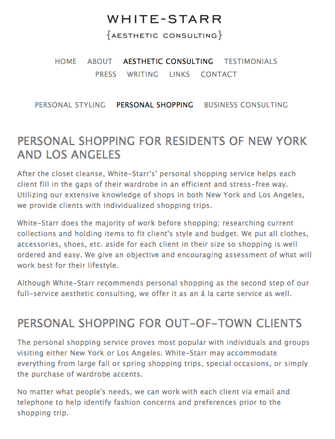 WHITE-STARR
{AESTHETIC CONSULTING}
HOME ABOUT AESTHETIC CONSULTING TESTIMONIALS
PRESS WRITING LINKS CONTACT
PERSONAL STYLING PERSONAL SHOPPING BUSINESS CONSULTING
PERSONAL SHOPPING FOR RESIDENTS OF NEW YORK
AND LOS ANGELES
After the closet cleanse, White-Starr's' personal shopping service helps each
client fill in the gaps of their wardrobe in an efficient and stress-free way.
Utilizing our extensive knowledge of shops in both New York and Los Angeles,
we provide clients with individualized shopping trips.
White-Starr does the majority of work before shopping; researching current
collections and holding items to fit client's style and budget. We put all clothes,
accessories, shoes, etc. aside for each client in their size so shopping is well
ordered and easy. We give an objective and encouraging assessment of what will
work best for their lifestyle.
Although White-Starr recommends personal shopping as the second step of our
full-service aesthetic consulting, we offer it as an á la carte service as well.
PERSONAL SHOPPING FOR OUT-OF-TOWN CLIENTS
The personal shopping service proves most popular with individuals and groups
visiting either New York or Los Angeles. White-Starr may accommodate
everything from large fall or spring shopping trips, special occasions, or simply
the purchase of wardrobe accents.
No matter what people's needs, we can work with each client via email and
telephone to help identify fashion concerns and preferences prior to the
shopping trip.